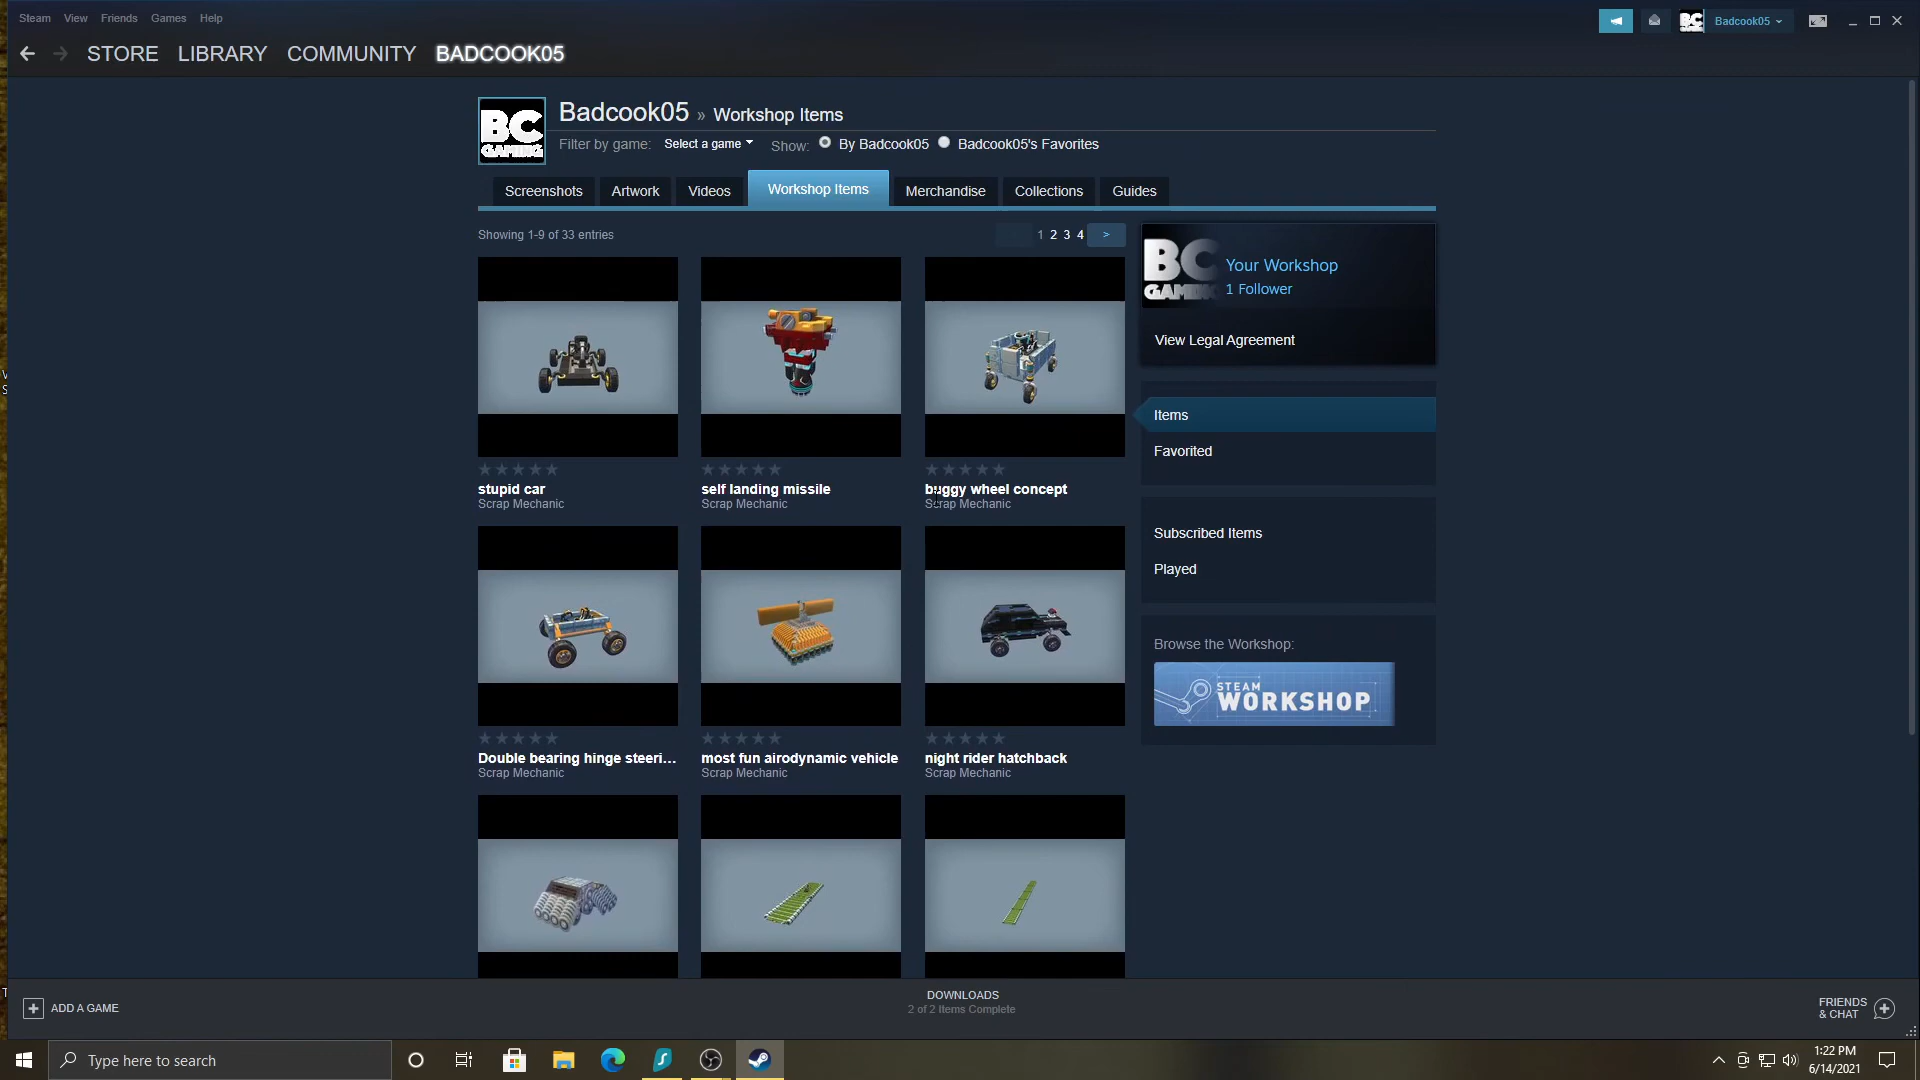 Steam View Friends Games Help
Badcook05
STORE LIBRARY COMMUNITY BADCOOK05
BC GAMING
Badcook05 » Workshop Items
Filter by game: Select a game Show: By Badcook05 Badcook05's Favorites
Screenshots Artwork Videos Workshop Items Merchandise Collections Guides
Showing 1-9 of 33 entries
1 2 3 4 >
BC GAMING
Your Workshop
1 Follower
View Legal Agreement
Items
Favorited
Subscribed Items
Played
Browse the Workshop:
STEAM
WORKSHOP
stupid car
Scrap Mechanic
self landing missile
Scrap Mechanic
buggy wheel concept
Scrap Mechanic
Double bearing hinge steeri...
Scrap Mechanic
most fun airodynamic vehicle
Scrap Mechanic
night rider hatchback
Scrap Mechanic
ADD A GAME
DOWNLOADS
2 of 2 Items Complete
FRIENDS
& CHAT
Type here to search
1:22 PM
6/14/2021